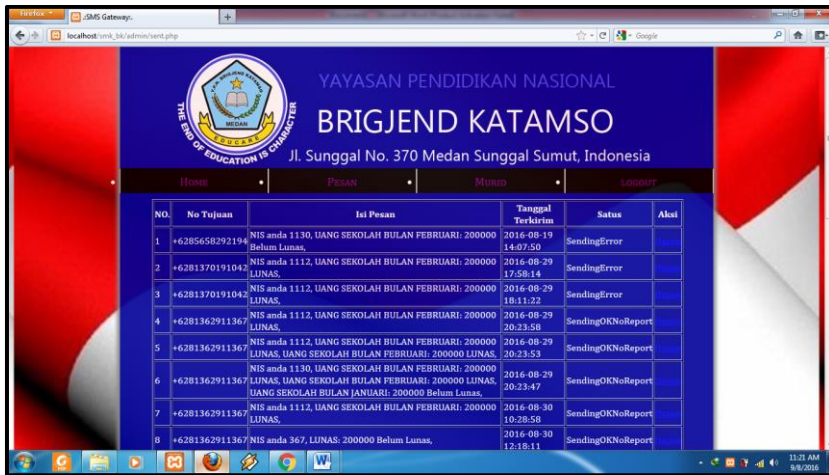 Firefox
.:SMS Gateway:.
localhost/smk_bk/admin/sent.php
Google
MEDAN
EDUCARE
THE END OF EDUCATION IS CHARACTER
YAYASAN PENDIDIKAN NASIONAL
BRIGJEND KATAMSO
Jl. Sunggal No. 370 Medan Sunggal Sumut, Indonesia
HOME PESAN MURID LOGOUT
NO. No Tujuan Isi Pesan Tanggal Terkirim Satus Aksi
1 +6285658292194 NIS anda 1130, UANG SEKOLAH BULAN FEBRUARI: 200000 Belum Lunas, 2016-08-19 14:07:50 SendingError
2 +6281370191042 NIS anda 1112, UANG SEKOLAH BULAN FEBRUARI: 200000 LUNAS, 2016-08-29 17:58:14 SendingError
3 +6281370191042 NIS anda 1112, UANG SEKOLAH BULAN FEBRUARI: 200000 LUNAS, 2016-08-29 18:11:22 SendingError
4 +6281362911367 NIS anda 1112, UANG SEKOLAH BULAN FEBRUARI: 200000 LUNAS, 2016-08-29 20:23:58 SendingOKNoReport
5 +6281362911367 NIS anda 1112, UANG SEKOLAH BULAN FEBRUARI: 200000 LUNAS, UANG SEKOLAH BULAN FEBRUARI: 200000 LUNAS, 2016-08-29 20:23:53 SendingOKNoReport
6 +6281362911367 NIS anda 1130, UANG SEKOLAH BULAN FEBRUARI: 200000 LUNAS, UANG SEKOLAH BULAN FEBRUARI: 200000 LUNAS, UANG SEKOLAH BULAN JANUARI: 200000 Belum Lunas, 2016-08-29 20:23:47 SendingOKNoReport
7 +6281362911367 NIS anda 1112, UANG SEKOLAH BULAN FEBRUARI: 200000 LUNAS, 2016-08-30 10:28:58 SendingOKNoReport
8 +6281362911367 NIS anda 367, LUNAS: 200000 Belum Lunas, 2016-08-30 12:18:11 SendingOKNoReport
11:21 AM
9/8/2016